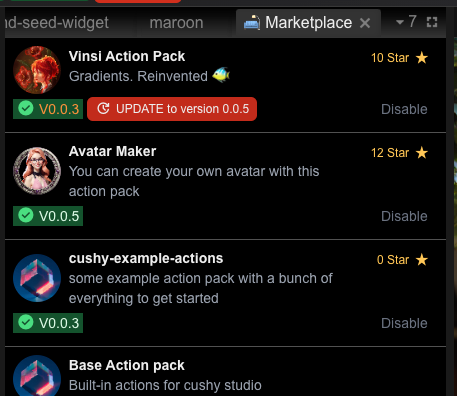 nd-seed-widget maroon Marketplace × 7
Vinsi Action Pack 10 Star
Gradients. Reinvented 🐠
V0.0.3 UPDATE to version 0.0.5 Disable
Avatar Maker 12 Star
You can create your own avatar with this
action pack
V0.0.5 Disable
cushy-example-actions 0 Star
some example action pack with a bunch of
everything to get started
V0.0.3 Disable
Base Action pack
Built-in actions for cushy studio